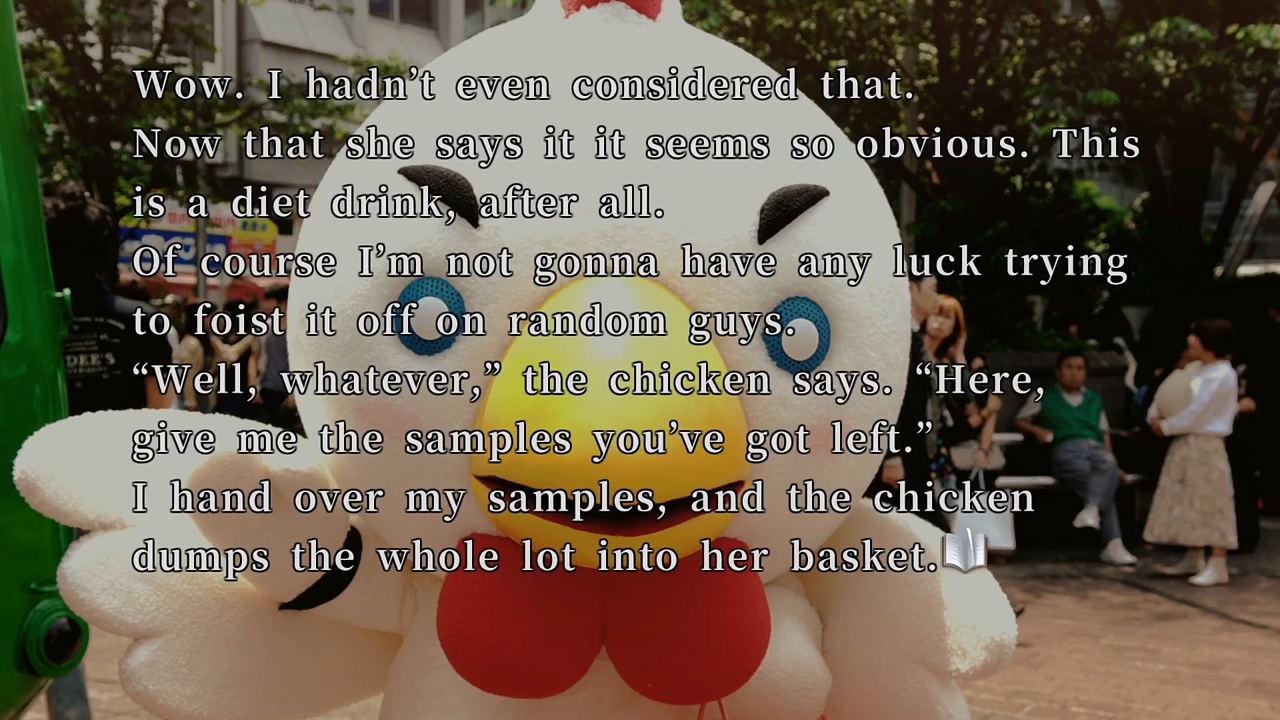 Wow. I hadn’t even considered that.
Now that she says it it seems so obvious. This
is a diet drink, after all.
Of course I’m not gonna have any luck trying
to foist it off on random guys.
“Well, whatever,” the chicken says. “Here,
give me the samples you’ve got left.”
I hand over my samples, and the chicken
dumps the whole lot into her basket.